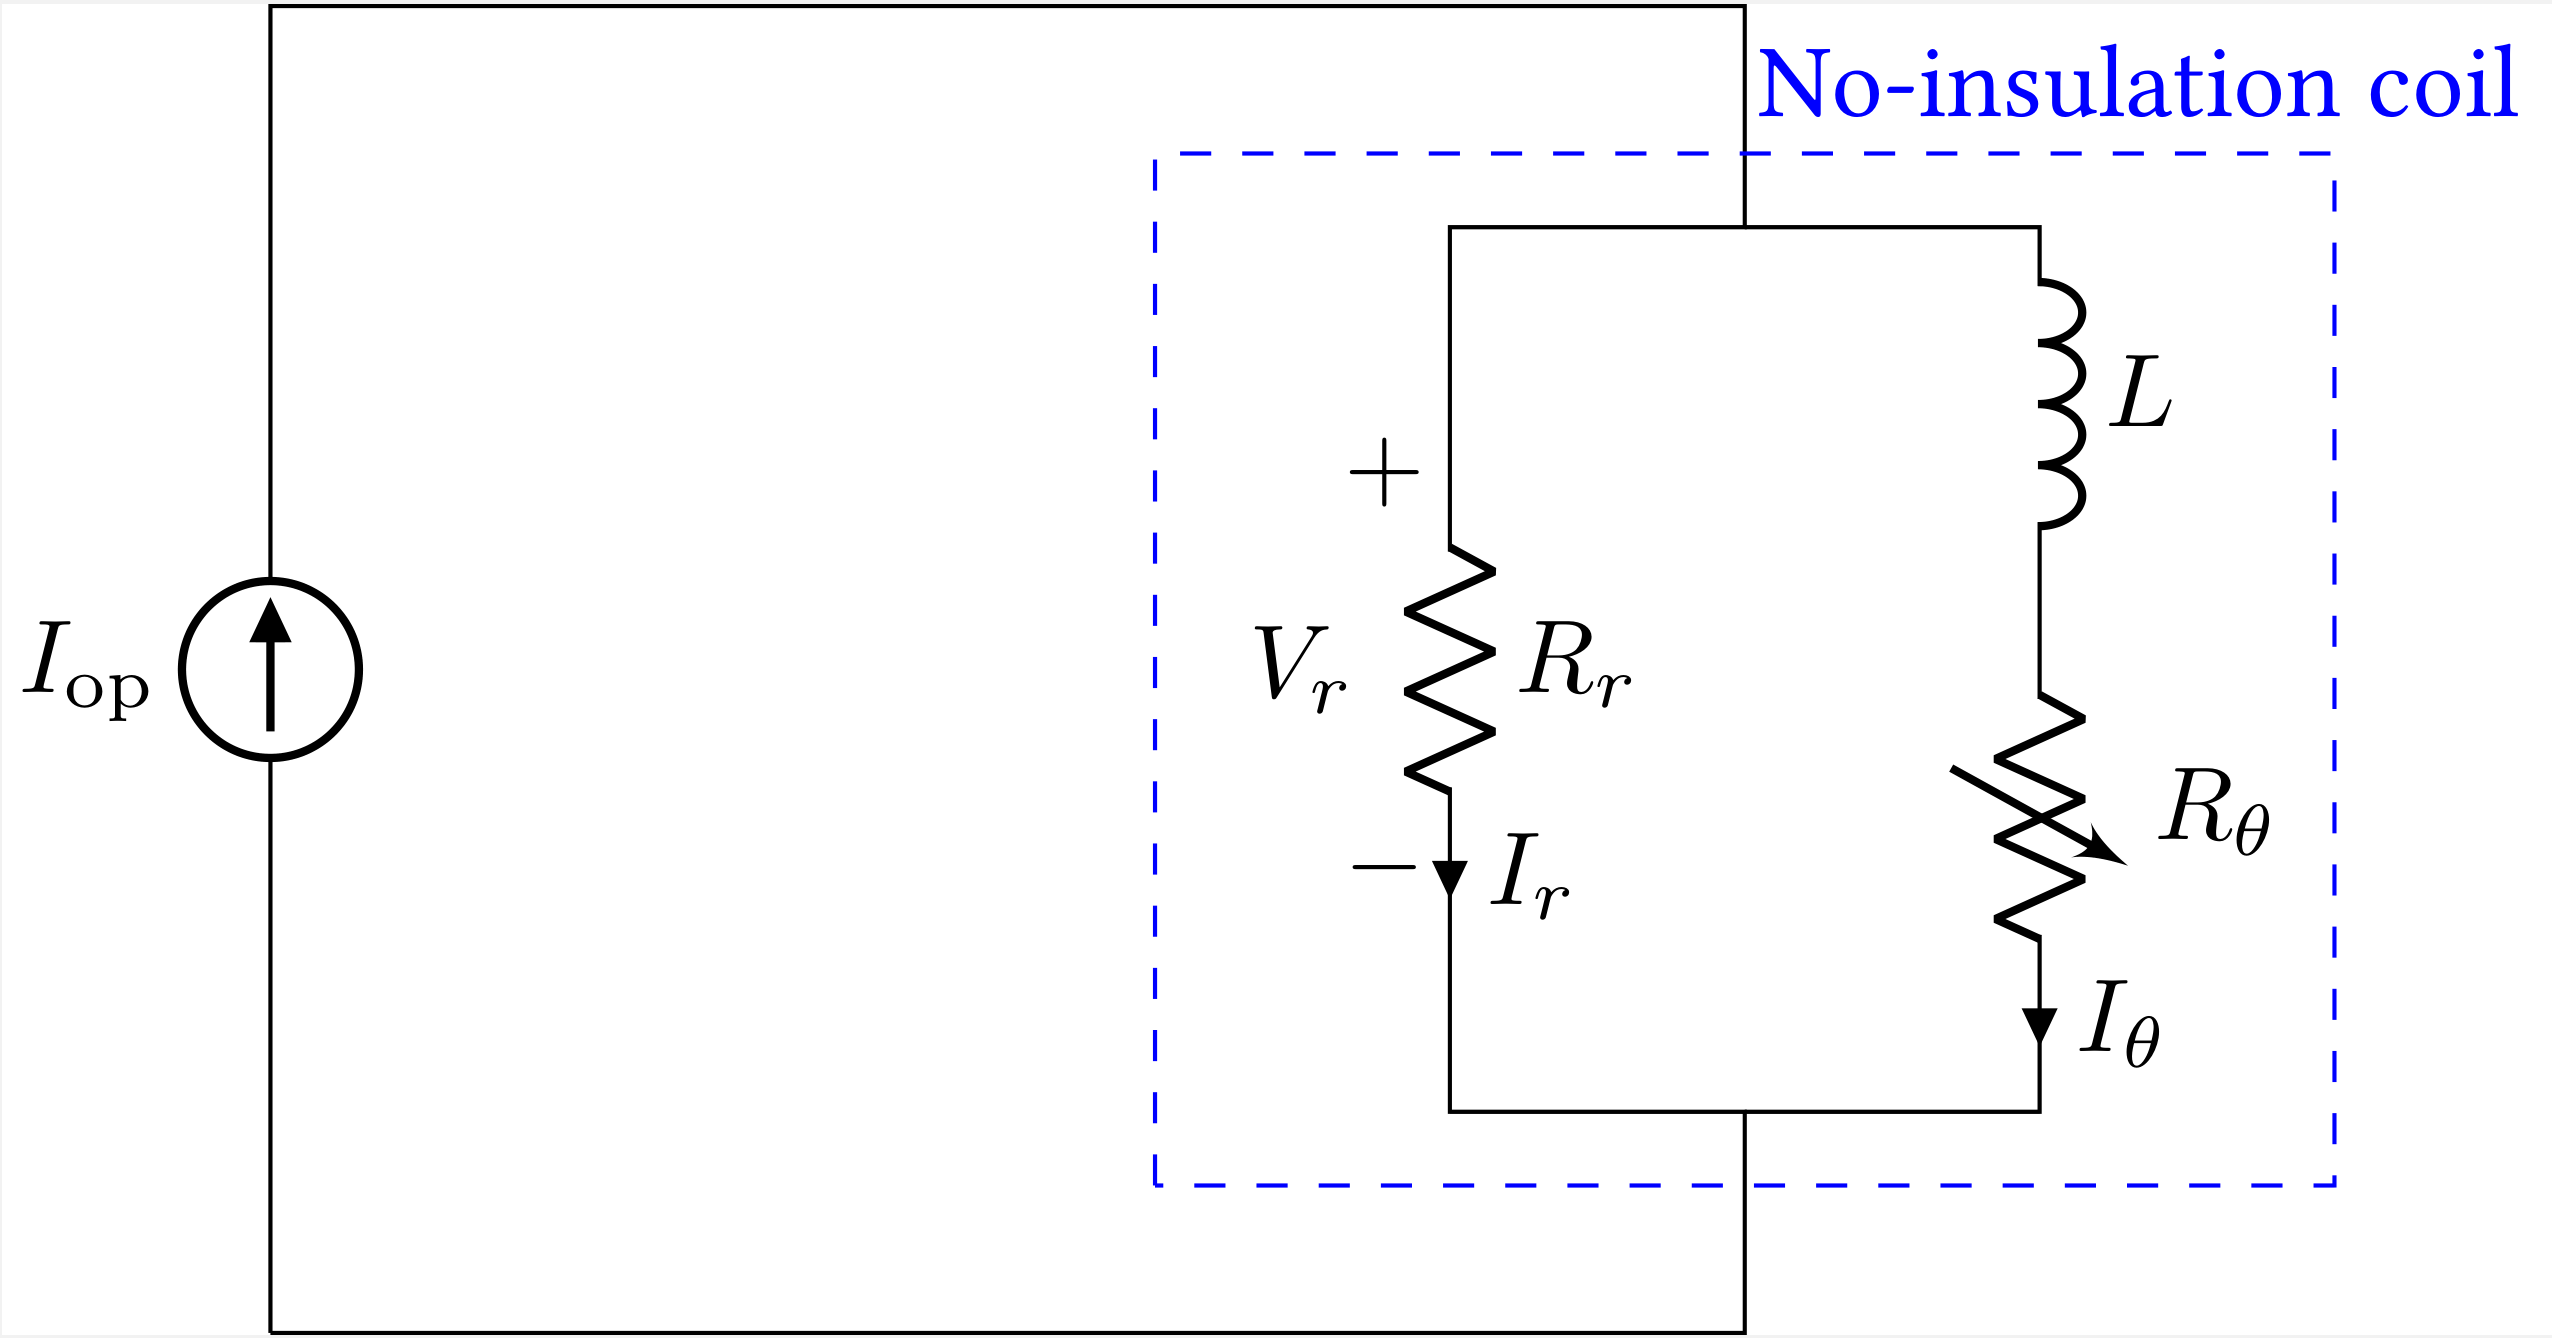 No-insulation coil
L
+
I_op
V_r
R_r
R_θ
−
I_r
I_θ